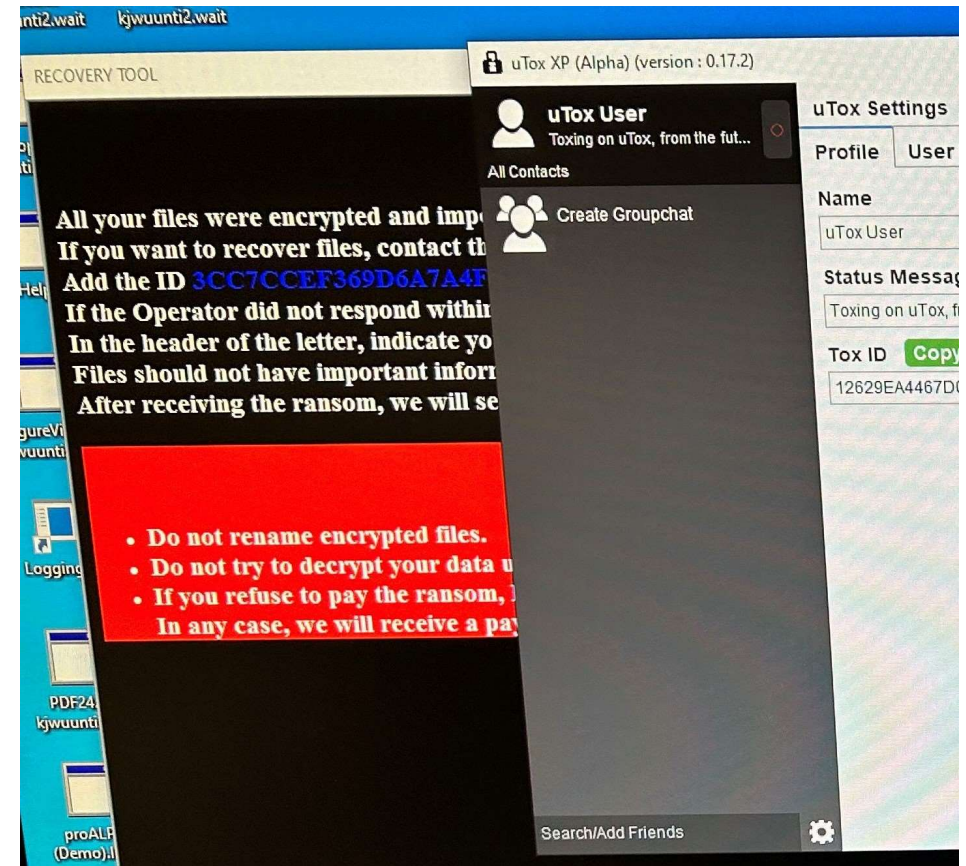 nti2.wait kjwuunti2.wait
RECOVERY TOOL
All your files were encrypted and imp
If you want to recover files, contact th
Add the ID 3CC7CCEF369D6A7A4F
If the Operator did not respond within
In the header of the letter, indicate yo
Files should not have important inform
After receiving the ransom, we will se
• Do not rename encrypted files.
• Do not try to decrypt your data u
• If you refuse to pay the ransom,
In any case, we will receive a pay
uTox XP (Alpha) (version : 0.17.2)
uTox User
Toxing on uTox, from the fut...
All Contacts
Create Groupchat
Search/Add Friends
uTox Settings
Profile User
Name
uTox User
Status Messag
Toxing on uTox, f
Tox ID Copy
12629EA4467D0
Help
gureVi
wuunti
Logging
PDF24
kjwuunti
proALP
(Demo).l